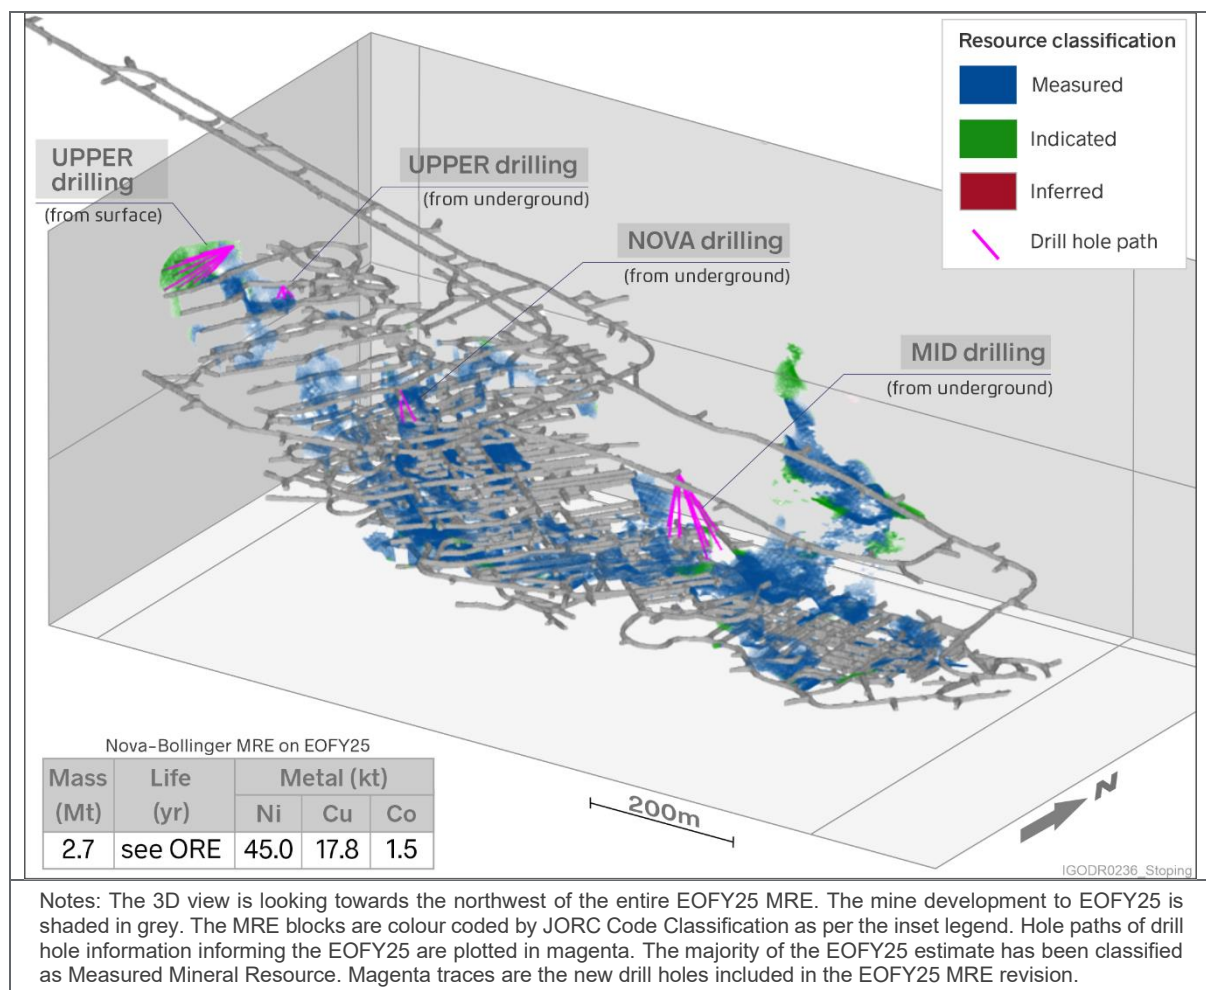 Resource classification
Measured
Indicated
Inferred
Drill hole path
UPPER
drilling
(from surface)
UPPER drilling
(from underground)
NOVA drilling
(from underground)
MID drilling
(from underground)
Nova-Bollinger MRE on EOFY25
Mass Life Metal (kt)
(Mt) (yr) Ni Cu Co
2.7 see ORE 45.0 17.8 1.5
200m
N
IGODR0236_Stoping
Notes: The 3D view is looking towards the northwest of the entire EOFY25 MRE. The mine development to EOFY25 is
shaded in grey. The MRE blocks are colour coded by JORC Code Classification as per the inset legend. Hole paths of drill
hole information informing the EOFY25 are plotted in magenta. The majority of the EOFY25 estimate has been classified
as Measured Mineral Resource. Magenta traces are the new drill holes included in the EOFY25 MRE revision.